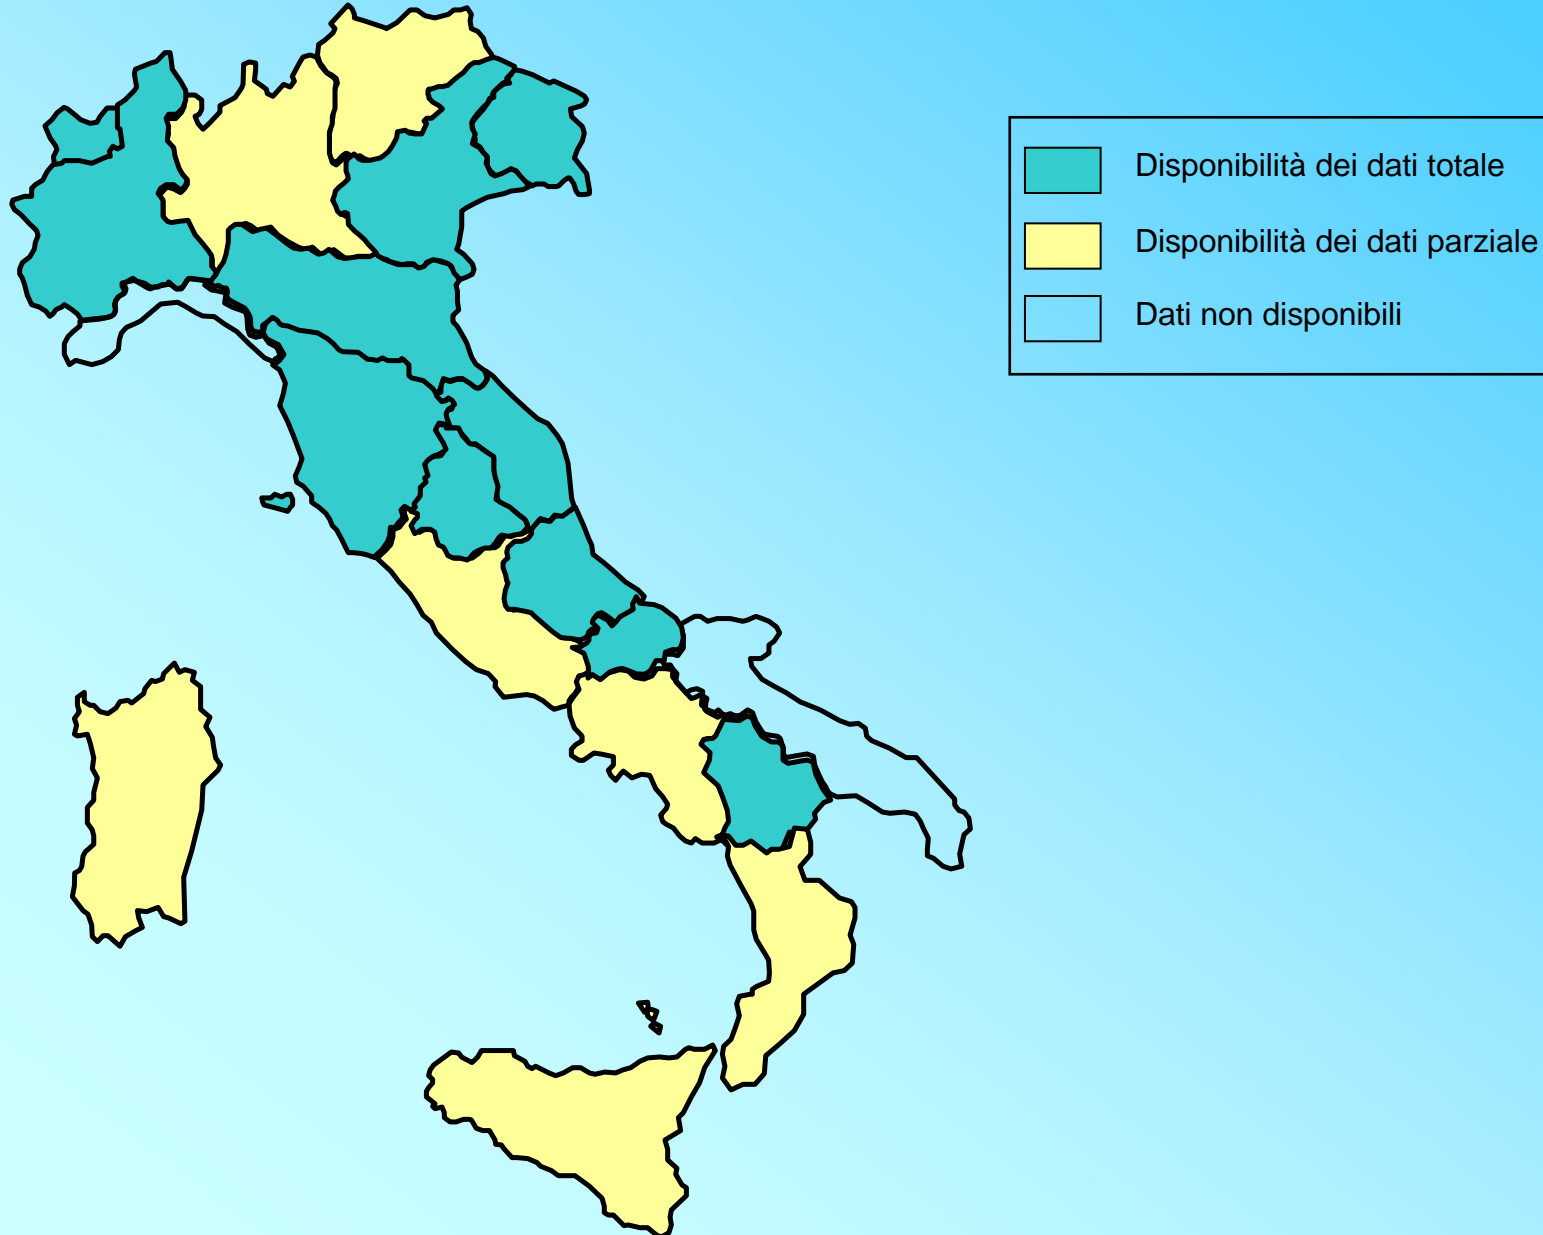 Disponibilità dei dati totale
Disponibilità dei dati parziale
Dati non disponibili